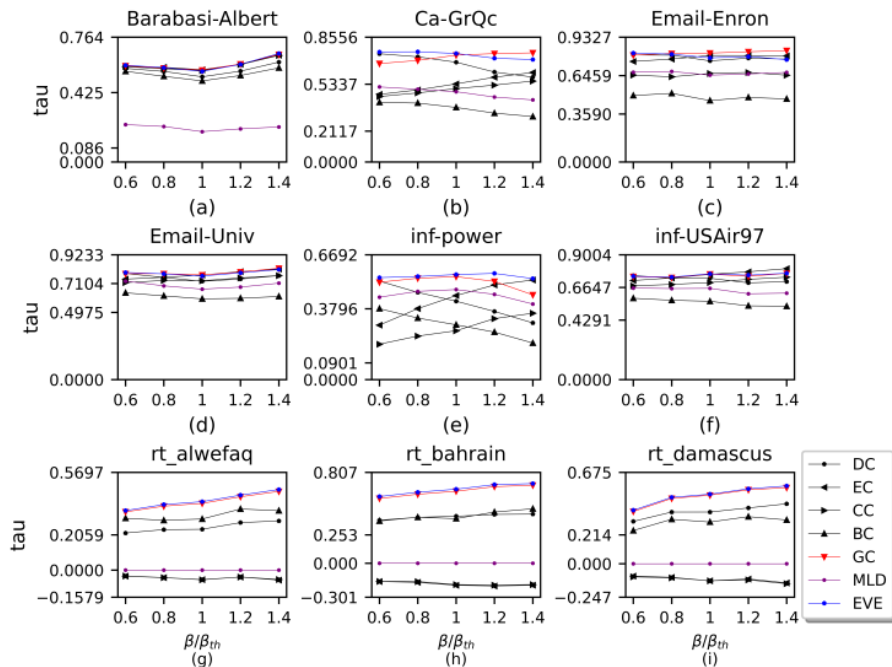 Barabasi-Albert
Ca-GrQc
Email-Enron
tau
0.764
0.425
0.086
0.000
0.6 0.8 1 1.2 1.4
(a)
0.8556
0.5337
0.2117
0.0000
0.6 0.8 1 1.2 1.4
(b)
0.9327
0.6459
0.3590
0.0000
0.6 0.8 1 1.2 1.4
(c)
Email-Univ
inf-power
inf-USAir97
tau
0.9233
0.7104
0.4975
0.0000
0.6 0.8 1 1.2 1.4
(d)
0.6692
0.3796
0.0901
0.0000
0.6 0.8 1 1.2 1.4
(e)
0.9004
0.6647
0.4291
0.0000
0.6 0.8 1 1.2 1.4
(f)
rt_alwefaq
rt_bahrain
rt_damascus
tau
0.5697
0.2059
0.0000
−0.1579
0.6 0.8 1 1.2 1.4
β/βth
(g)
0.807
0.253
0.000
−0.301
0.6 0.8 1 1.2 1.4
β/βth
(h)
0.675
0.214
0.000
−0.247
0.6 0.8 1 1.2 1.4
β/βth
(i)
DC
EC
CC
BC
GC
MLD
EVE